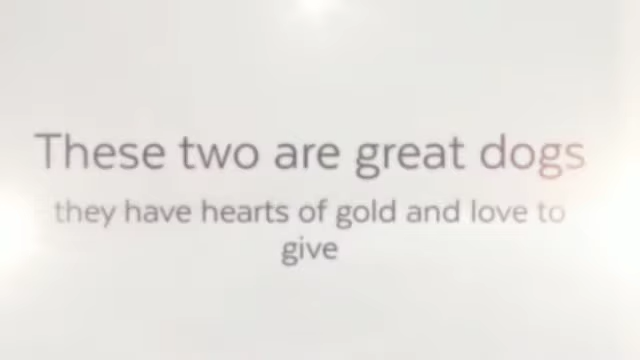 These two are great dogs
they have hearts of gold and love to
give